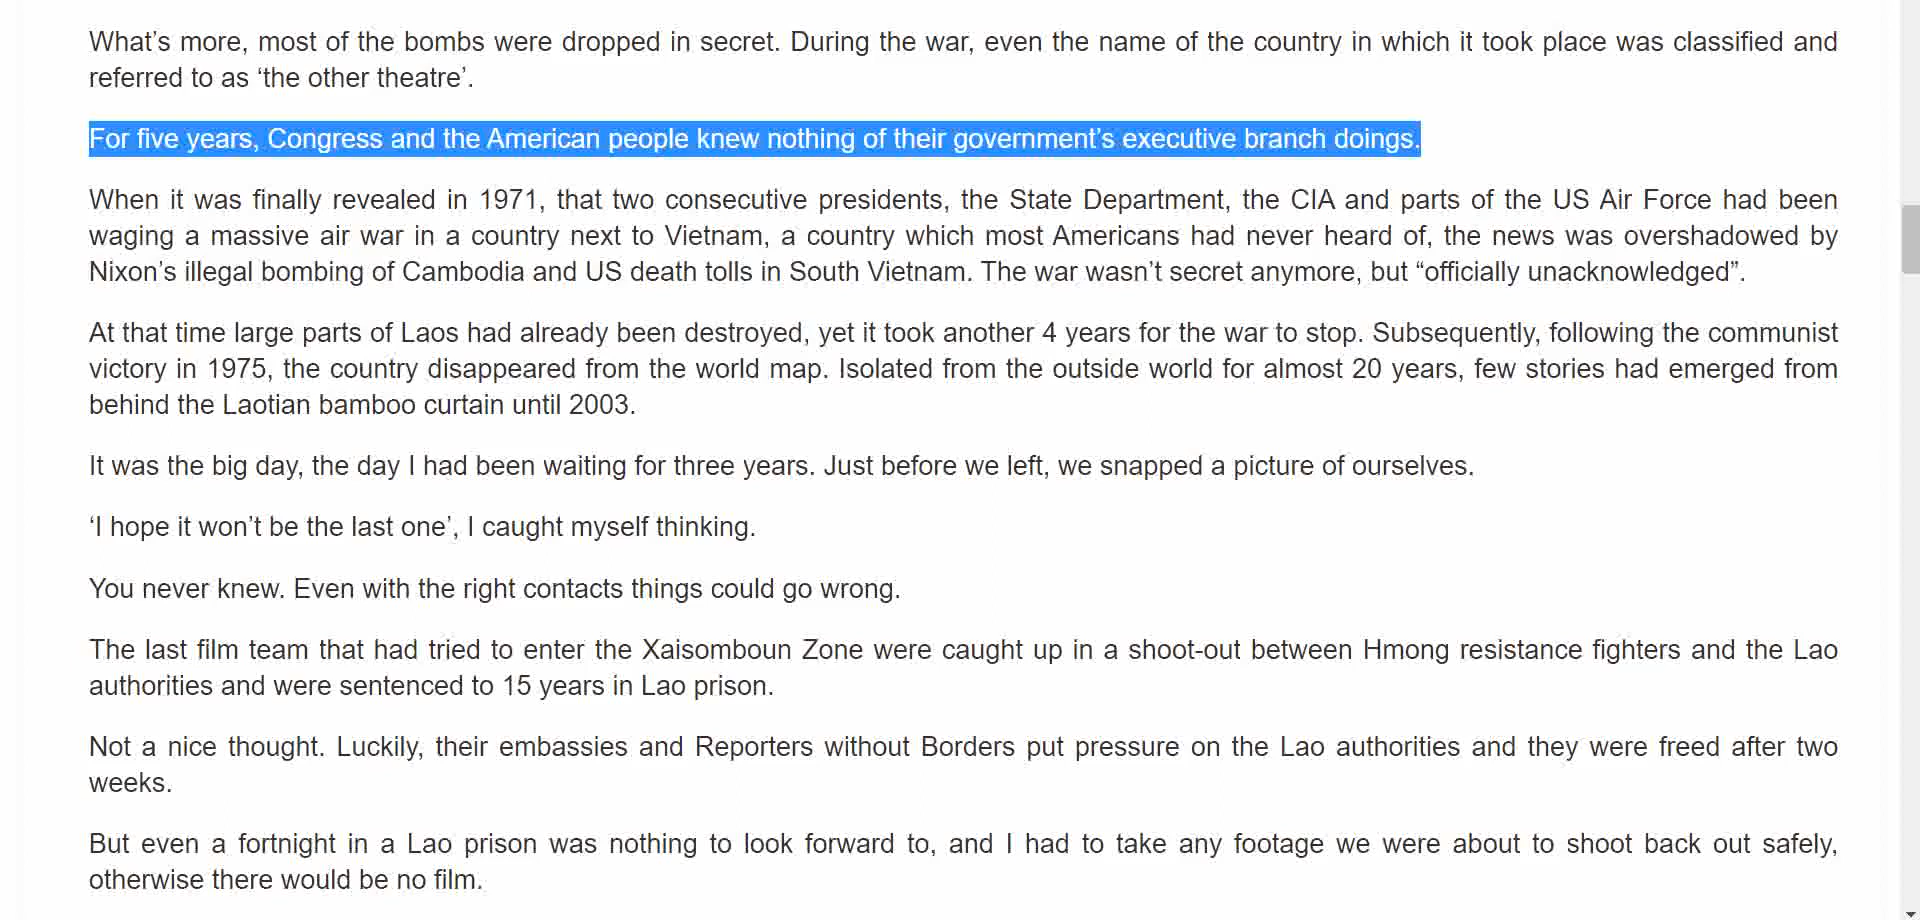 What’s more, most of the bombs were dropped in secret. During the war, even the name of the country in which it took place was classified and
referred to as ‘the other theatre’.
For five years, Congress and the American people knew nothing of their government’s executive branch doings.
When it was finally revealed in 1971, that two consecutive presidents, the State Department, the CIA and parts of the US Air Force had been
waging a massive air war in a country next to Vietnam, a country which most Americans had never heard of, the news was overshadowed by
Nixon’s illegal bombing of Cambodia and US death tolls in South Vietnam. The war wasn’t secret anymore, but “officially unacknowledged”.
At that time large parts of Laos had already been destroyed, yet it took another 4 years for the war to stop. Subsequently, following the communist
victory in 1975, the country disappeared from the world map. Isolated from the outside world for almost 20 years, few stories had emerged from
behind the Laotian bamboo curtain until 2003.
It was the big day, the day I had been waiting for three years. Just before we left, we snapped a picture of ourselves.
‘I hope it won’t be the last one’, I caught myself thinking.
You never knew. Even with the right contacts things could go wrong.
The last film team that had tried to enter the Xaisomboun Zone were caught up in a shoot-out between Hmong resistance fighters and the Lao
authorities and were sentenced to 15 years in Lao prison.
Not a nice thought. Luckily, their embassies and Reporters without Borders put pressure on the Lao authorities and they were freed after two
weeks.
But even a fortnight in a Lao prison was nothing to look forward to, and I had to take any footage we were about to shoot back out safely,
otherwise there would be no film.